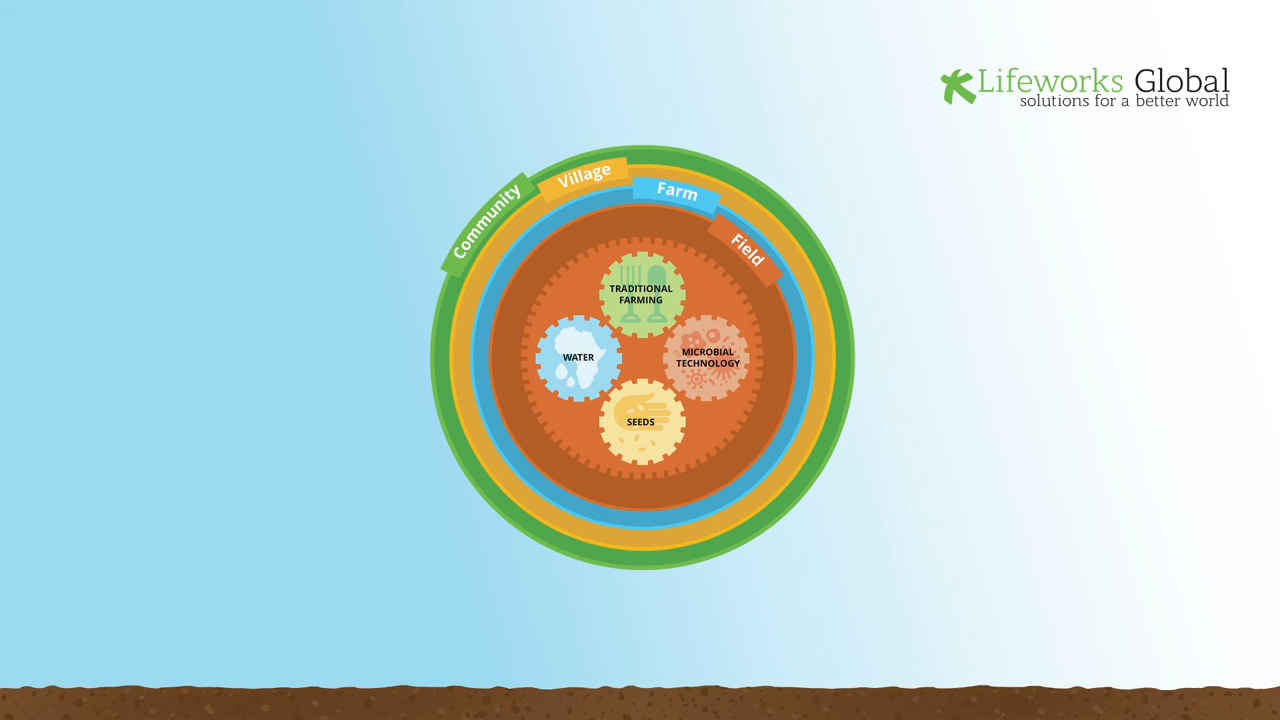 Lifeworks Global
solutions for a better world
Community
Village
Farm
Field
TRADITIONAL
FARMING
WATER
MICROBIAL
TECHNOLOGY
SEEDS